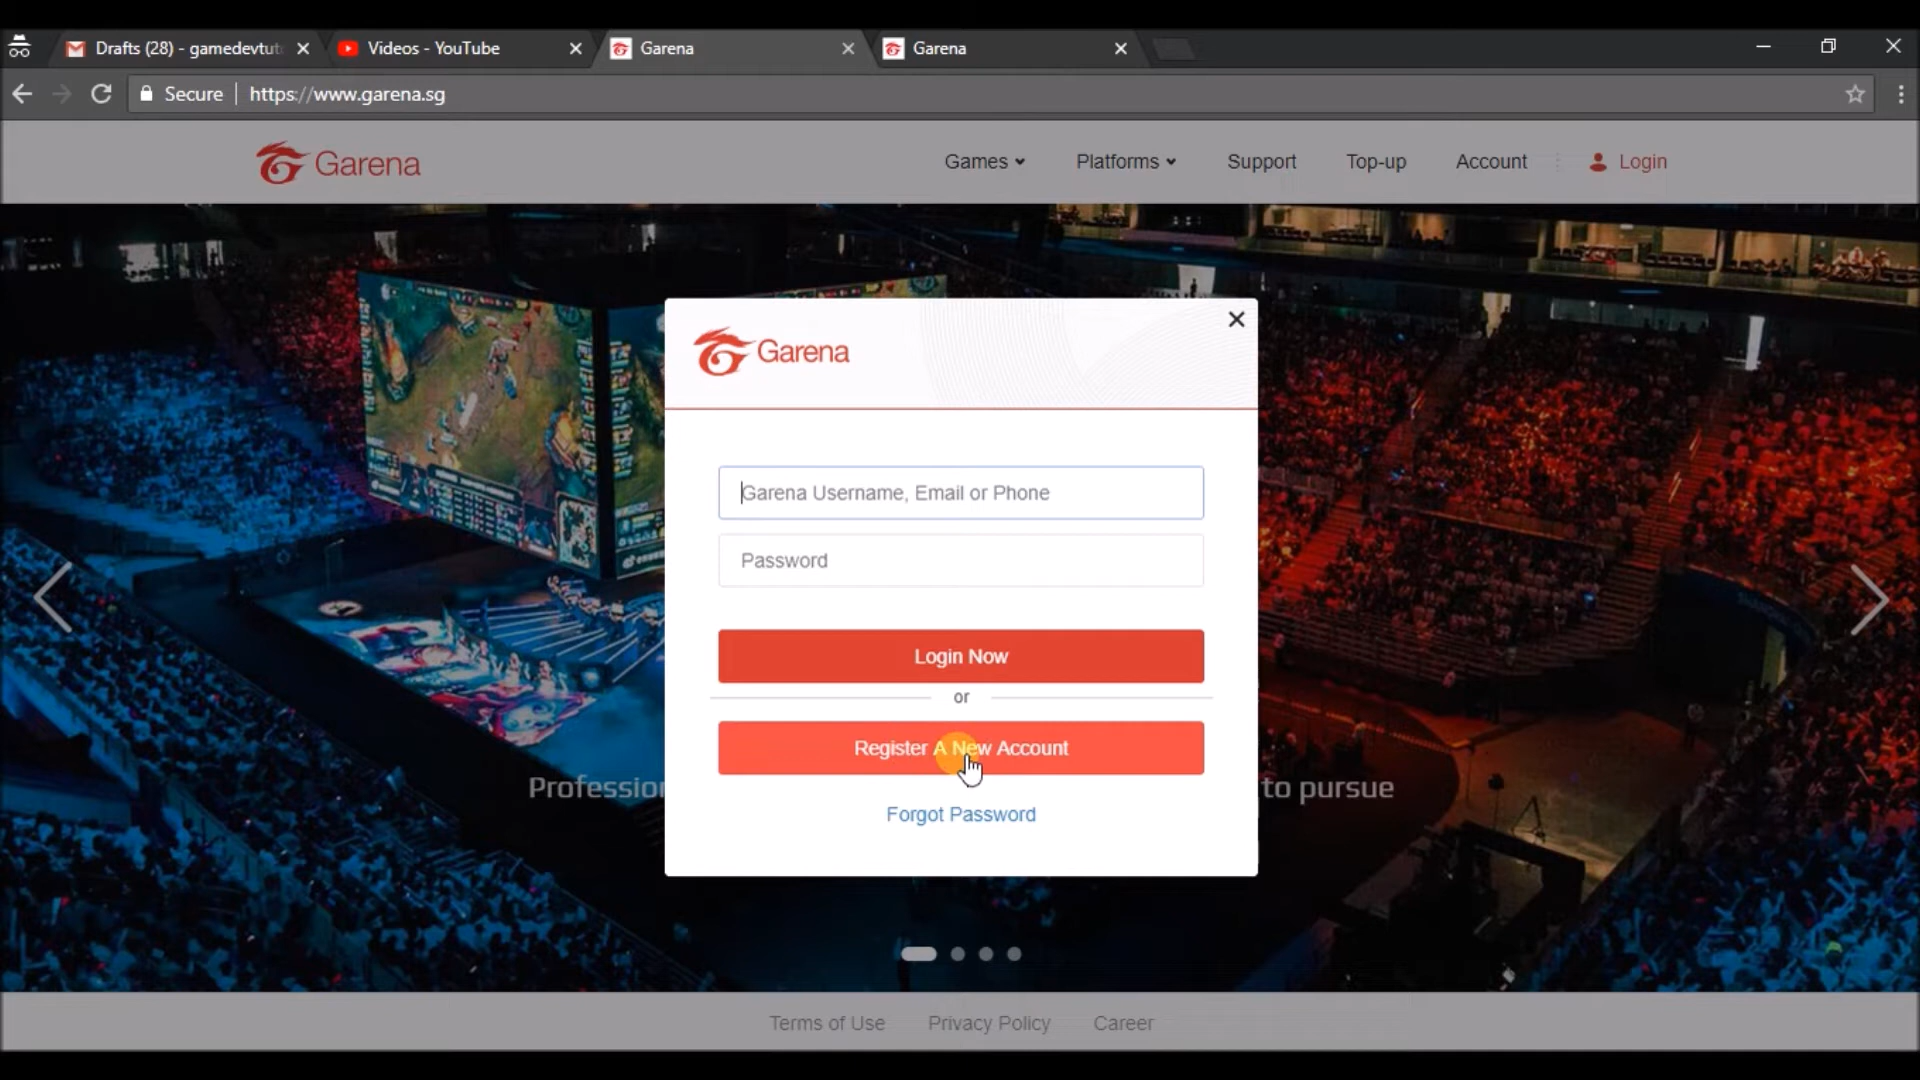 Drafts (28) - gamedevtut
Videos - YouTube
Garena
Garena
Secure
https://www.garena.sg
Garena
Games
Platforms
Support
Top-up
Account
Login
Garena
Garena Username, Email or Phone
Password
Login Now
or
Register A New Account
Forgot Password
Profession
to pursue
Terms of Use
Privacy Policy
Career